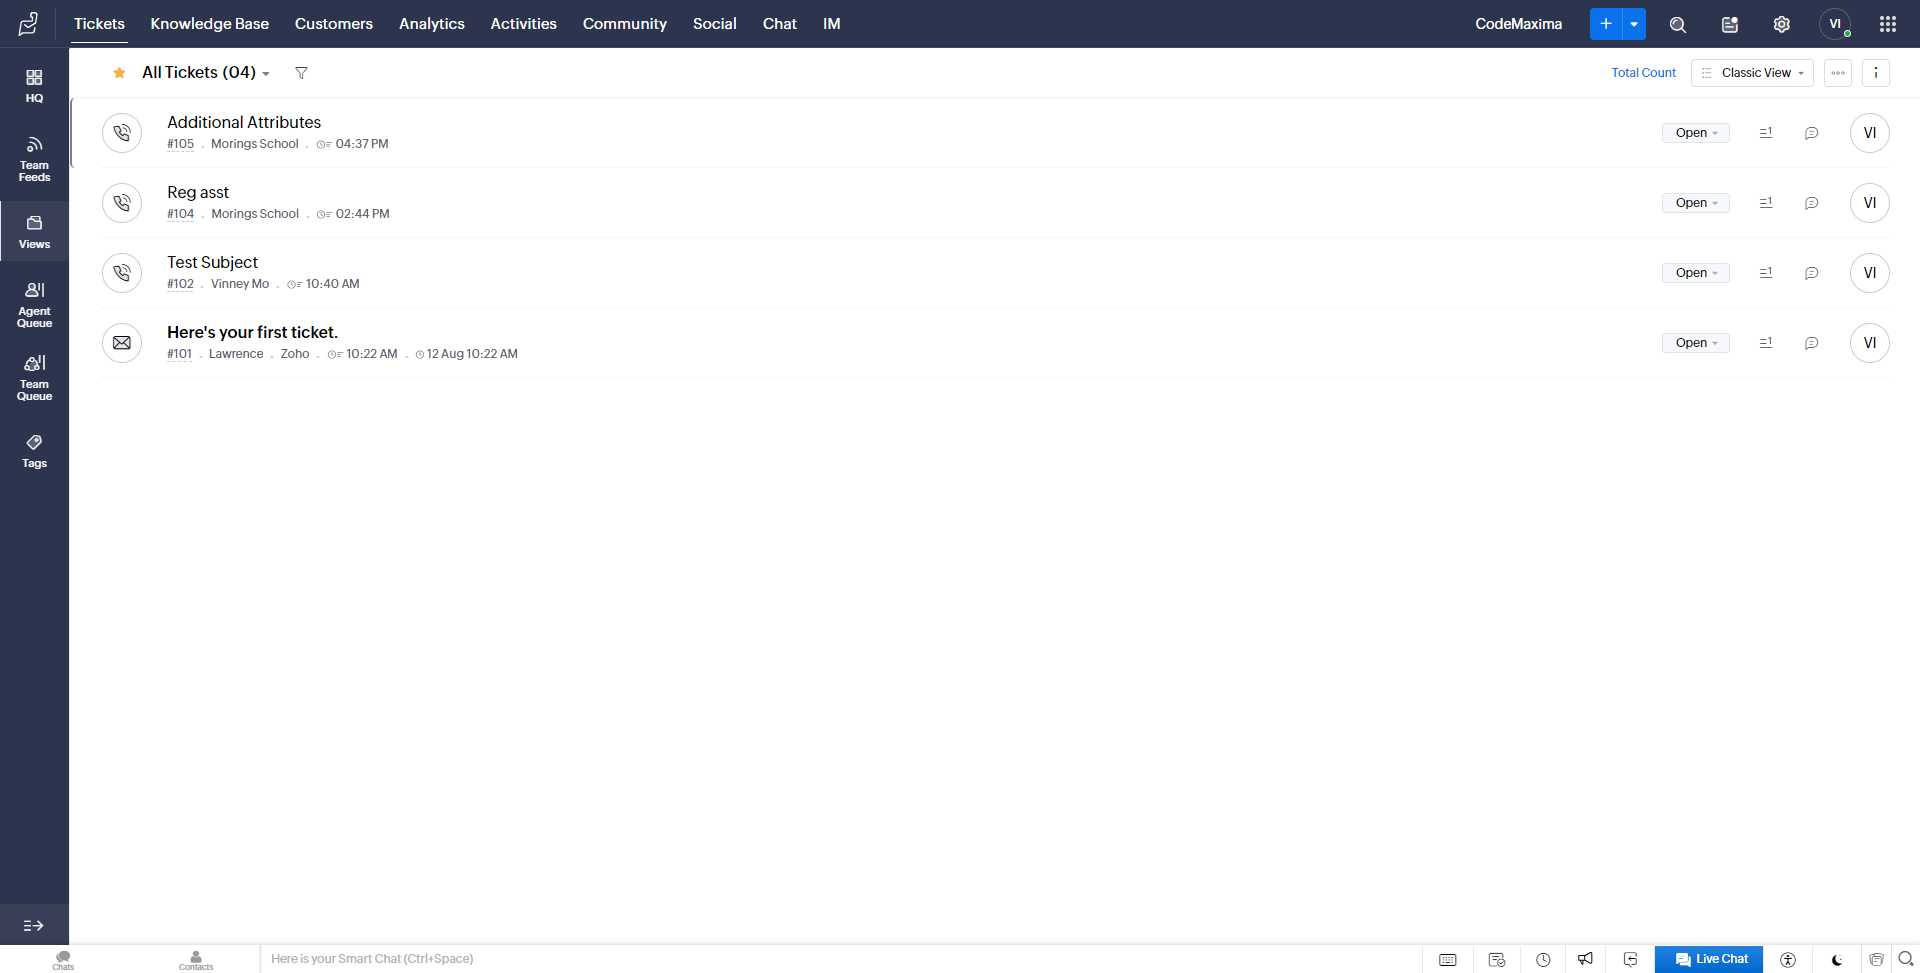 Tickets Knowledge Base Customers Analytics Activities Community Social Chat IM CodeMaxima + VI
HQ
Team Feeds
Views
Agent Queue
Team Queue
Tags
All Tickets (04) Total Count Classic View
Additional Attributes
#105 . Morings School . 04:37 PM Open 1 VI
Reg asst
#104 . Morings School . 02:44 PM Open 1 VI
Test Subject
#102 . Vinney Mo . 10:40 AM Open 1 VI
Here's your first ticket.
#101 . Lawrence . Zoho . 10:22 AM . 12 Aug 10:22 AM Open 1 VI
Chats Contacts Here is your Smart Chat (Ctrl+Space) Live Chat